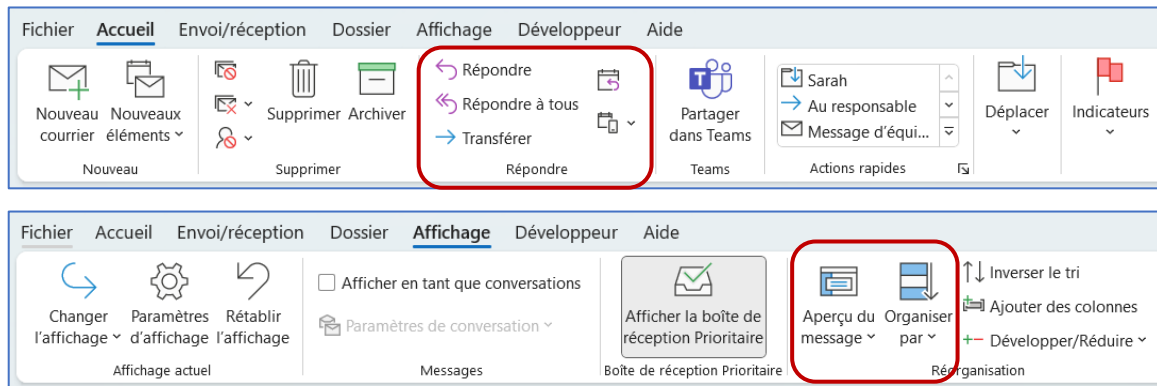 Fichier Accueil Envoi/réception Dossier Affichage Développeur Aide
Nouveau courrier
Nouveaux éléments
Supprimer
Archiver
Répondre
Répondre à tous
Transférer
Partager dans Teams
Sarah
Au responsable
Message d'équi...
Déplacer
Indicateurs
Nouveau Supprimer Répondre Teams Actions rapides
Fichier Accueil Envoi/réception Dossier Affichage Développeur Aide
Changer l'affichage
Paramètres d'affichage
Rétablir l'affichage
Afficher en tant que conversations
Paramètres de conversation
Afficher la boîte de réception Prioritaire
Aperçu du message
Organiser par
Inverser le tri
Ajouter des colonnes
Développer/Réduire
Affichage actuel Messages Boîte de réception Prioritaire Réorganisation